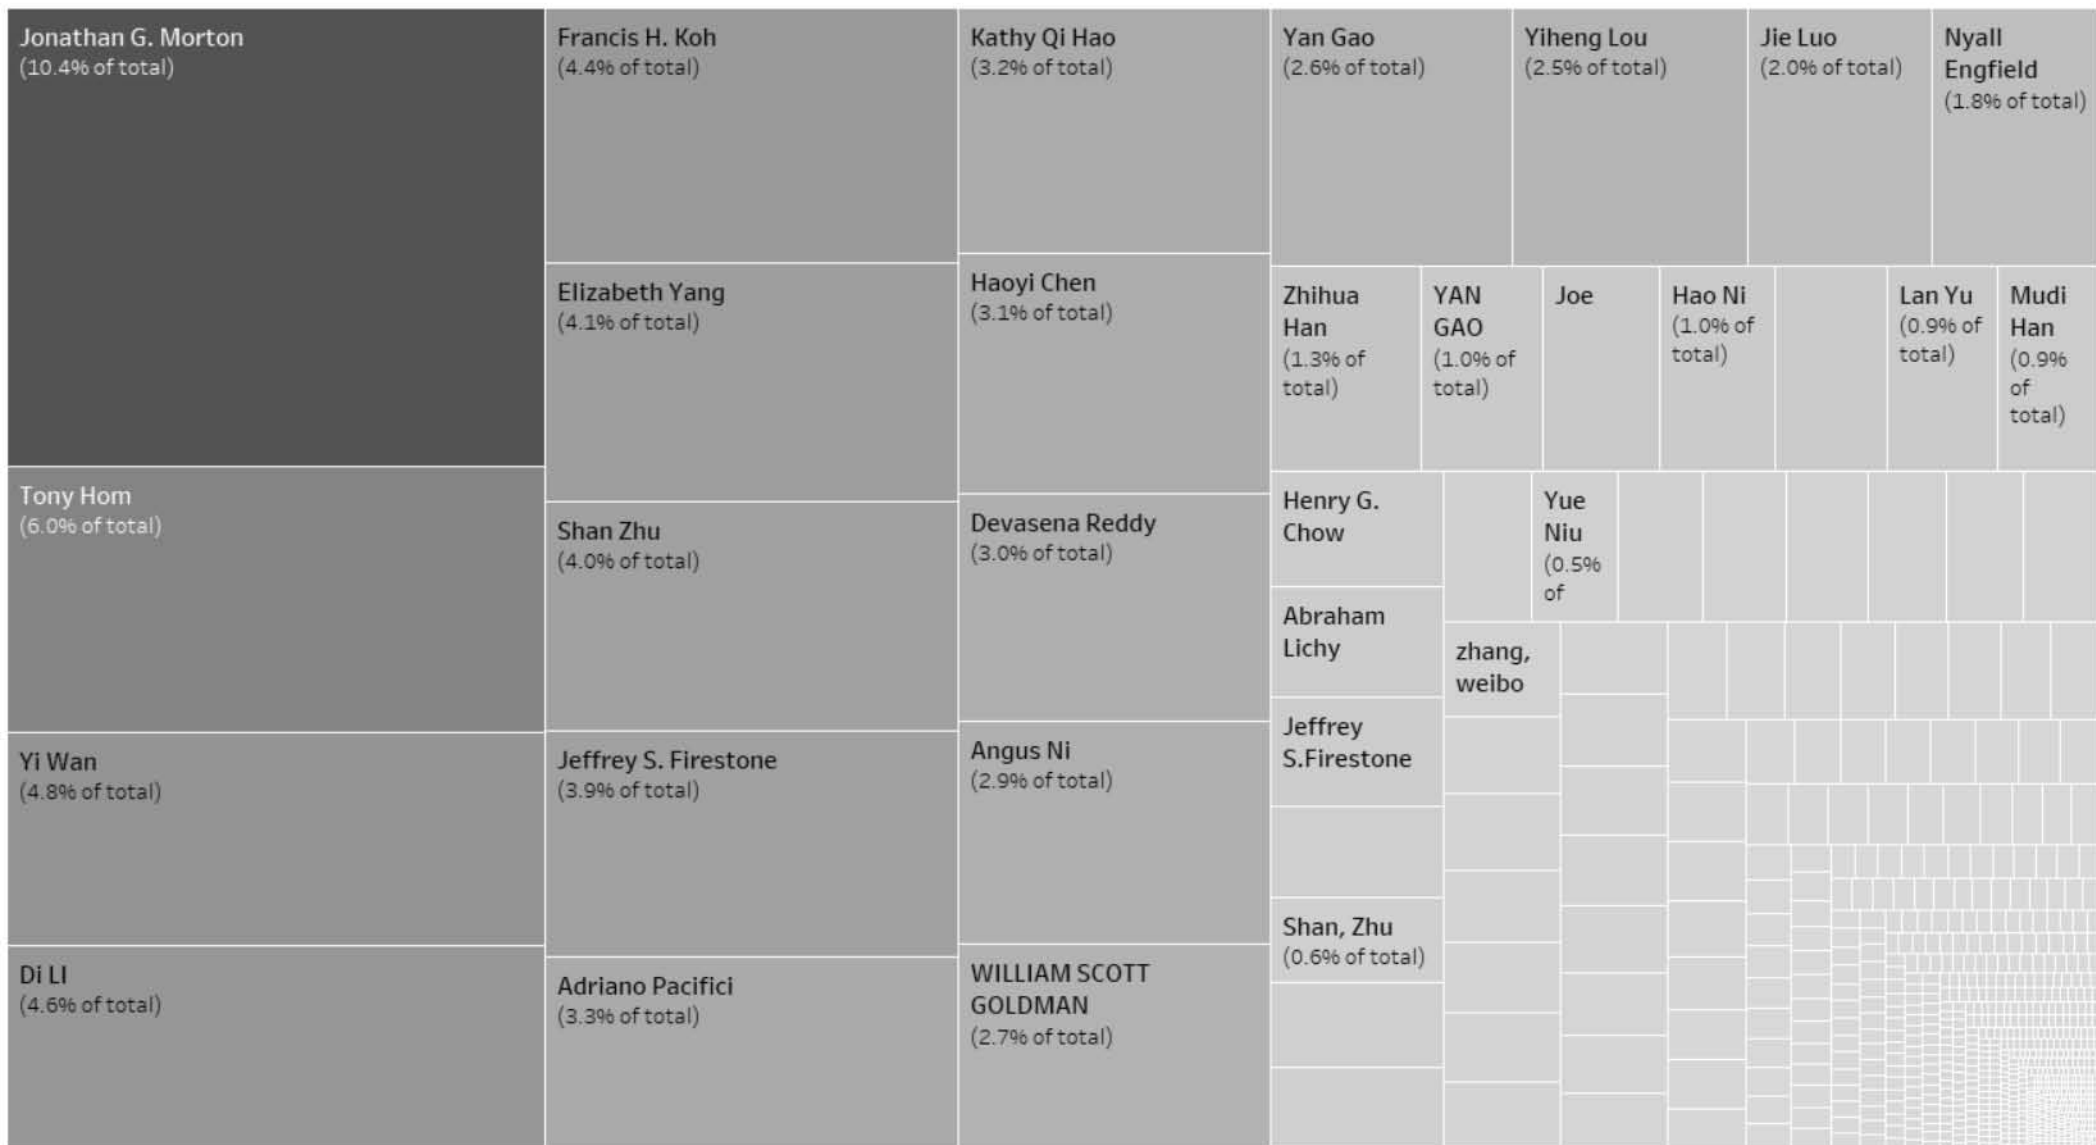 Jonathan G. Morton
(10.4% of total)
Tony Hom
(6.0% of total)
Yi Wan
(4.8% of total)
Di LI
(4.6% of total)
Francis H. Koh
(4.4% of total)
Elizabeth Yang
(4.1% of total)
Shan Zhu
(4.0% of total)
Jeffrey S. Firestone
(3.9% of total)
Adriano Pacifici
(3.3% of total)
Kathy Qi Hao
(3.2% of total)
Haoyi Chen
(3.1% of total)
Devasena Reddy
(3.0% of total)
Angus Ni
(2.9% of total)
WILLIAM SCOTT
GOLDMAN
(2.7% of total)
Yan Gao
(2.6% of total)
Yiheng Lou
(2.5% of total)
Jie Luo
(2.0% of total)
Nyall
Engfield
(1.8% of total)
Zhihua
Han
(1.3% of
total)
YAN
GAO
(1.0% of
total)
Joe
Hao Ni
(1.0% of
total)
Lan Yu
(0.9% of
total)
Mudi
Han
(0.9%
of
total)
Henry G.
Chow
Abraham
Lichy
Jeffrey
S.Firestone
Shan, Zhu
(0.6% of total)
Yue
Niu
(0.5%
of
zhang,
weibo